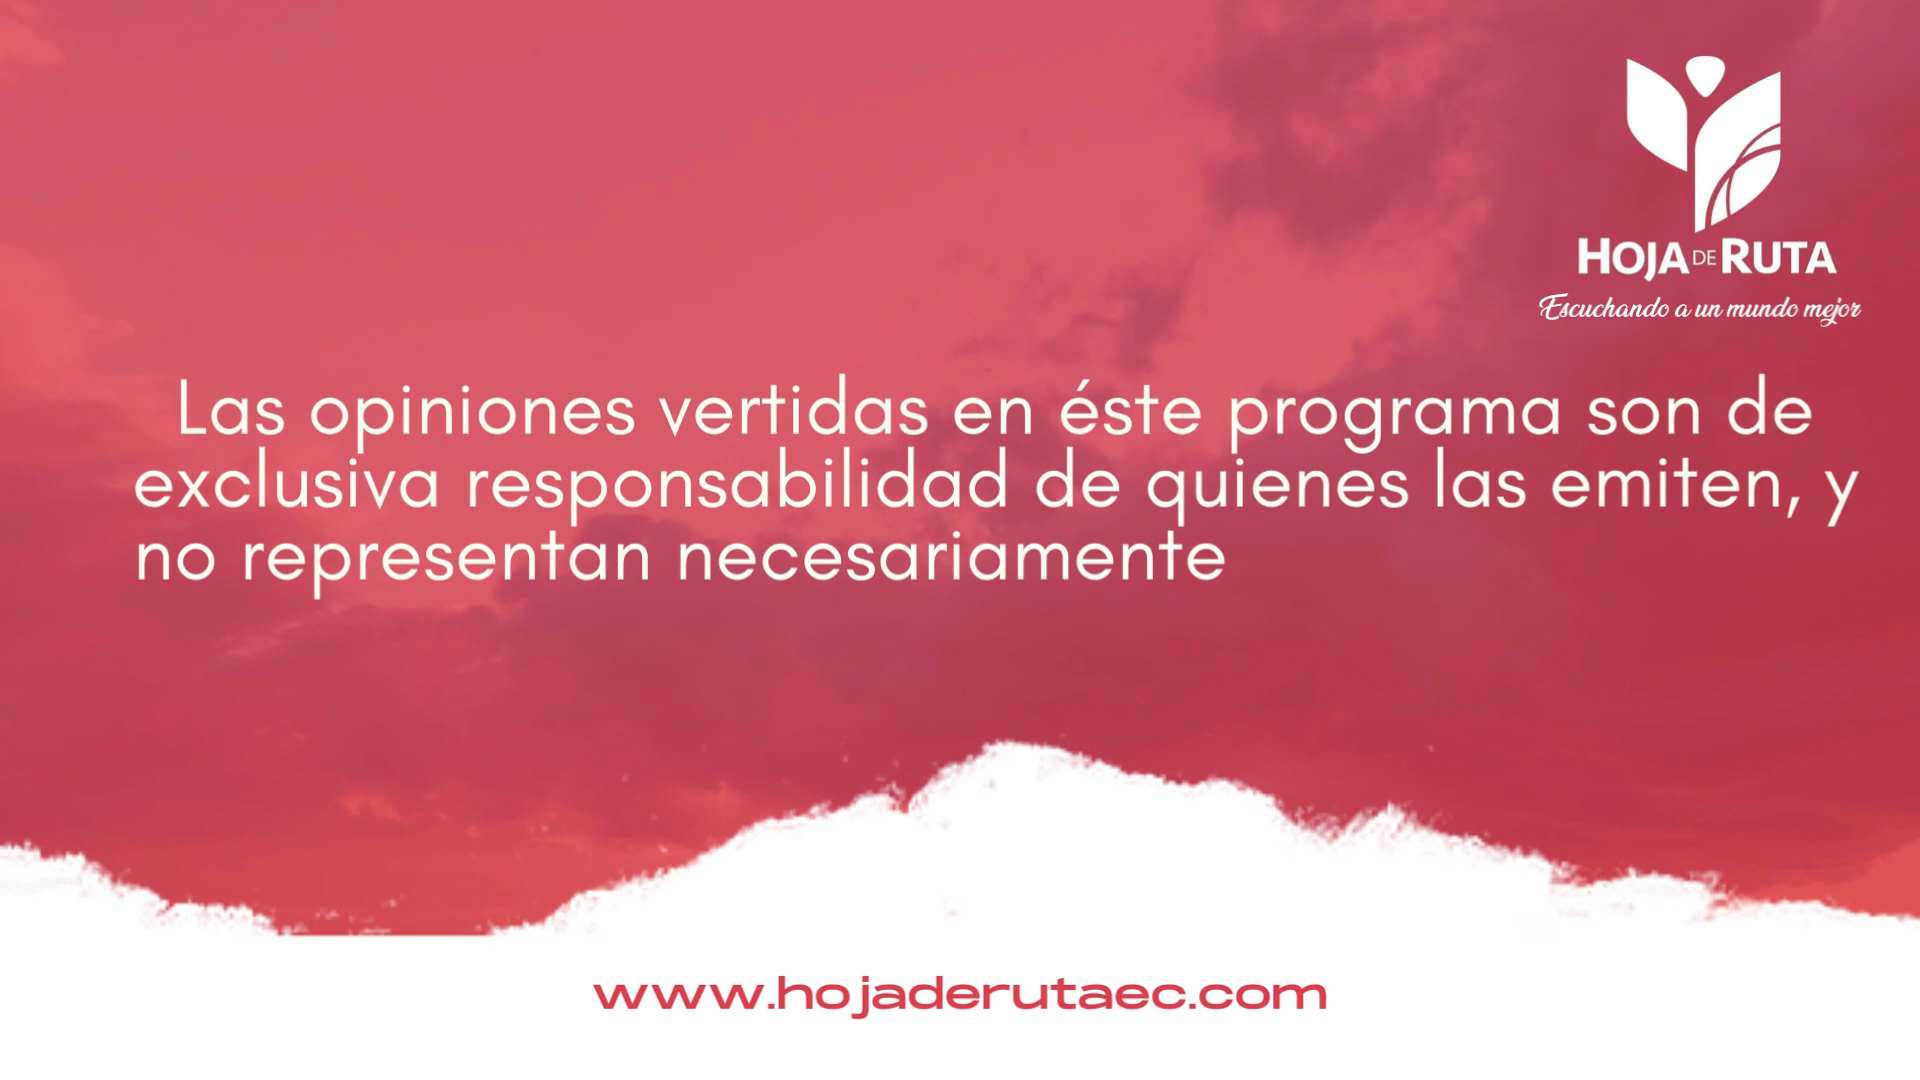 HOJA DE RUTA
Escuchando a un mundo mejor
Las opiniones vertidas en éste programa son de
exclusiva responsabilidad de quienes las emiten, y
no representan necesariamente
www.hojaderutaec.com